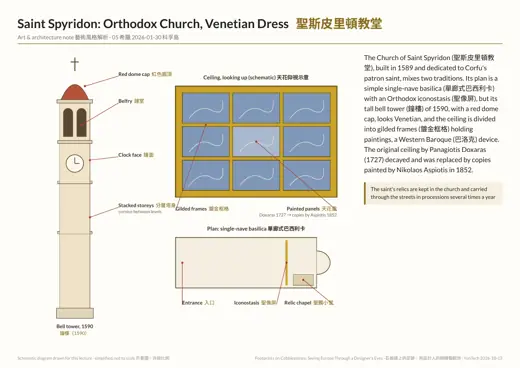 Saint Spyridon: Orthodox Church, Venetian Dress 聖斯皮里頓教堂
Art & architecture note 藝術風格解析 · 05 考羅 2026-01-30 科孚島
Red dome cap 紅色圓頂
Belfry 鐘室
Clock face 鐘面
Stacked storeys 分層塔身
cornice between levels
Bell tower, 1590
鐘樓（1590）
Ceiling, looking up (schematic) 天花仰視示意
Gilded frames 鎏金框格
Painted panels 天花畫
Doxaras 1727 → copies by Aspiotis 1852
Plan: single-nave basilica 單廊式巴西利卡
Entrance 入口
Iconostasis 聖像屏
Relic chapel 聖髑小室
The Church of Saint Spyridon (聖斯皮里頓教
堂), built in 1589 and dedicated to Corfu's
patron saint, mixes two traditions. Its plan is a
simple single-nave basilica (單廊式巴西利卡)
with an Orthodox iconostasis (聖像屏), but its
tall bell tower (鐘樓) of 1590, with a red dome
cap, looks Venetian, and the ceiling is divided
into gilded frames (鎏金框格) holding
paintings, a Western Baroque (巴洛克) device.
The original ceiling by Panagiotis Doxaras
(1727) decayed and was replaced by copies
painted by Nikolaos Aspiotis in 1852.
The saint's relics are kept in the church and carried
through the streets in processions several times a year